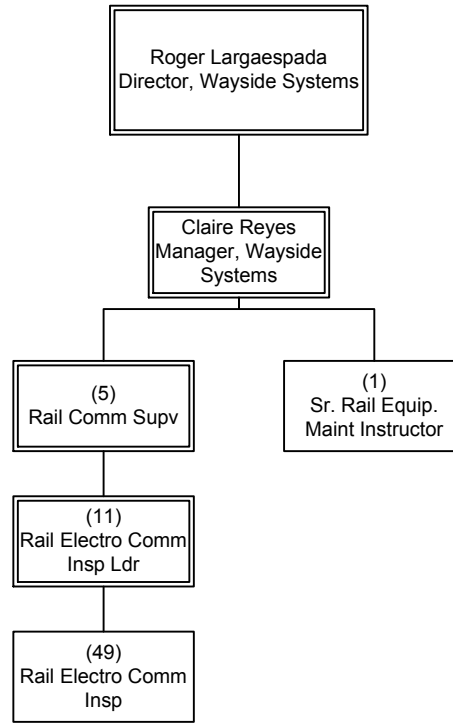 Roger Largaespada
Director, Wayside Systems
Claire Reyes
Manager, Wayside
Systems
(5)
Rail Comm Supv
(1)
Sr. Rail Equip.
Maint Instructor
(11)
Rail Electro Comm
Insp Ldr
(49)
Rail Electro Comm
Insp